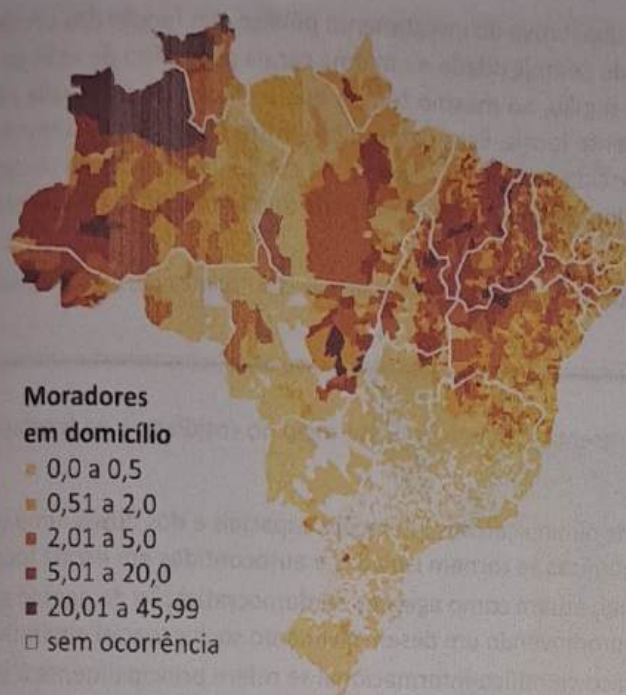 Moradores
em domicílio
0,0 a 0,5
0,51 a 2,0
2,01 a 5,0
5,01 a 20,0
20,01 a 45,99
sem ocorrência